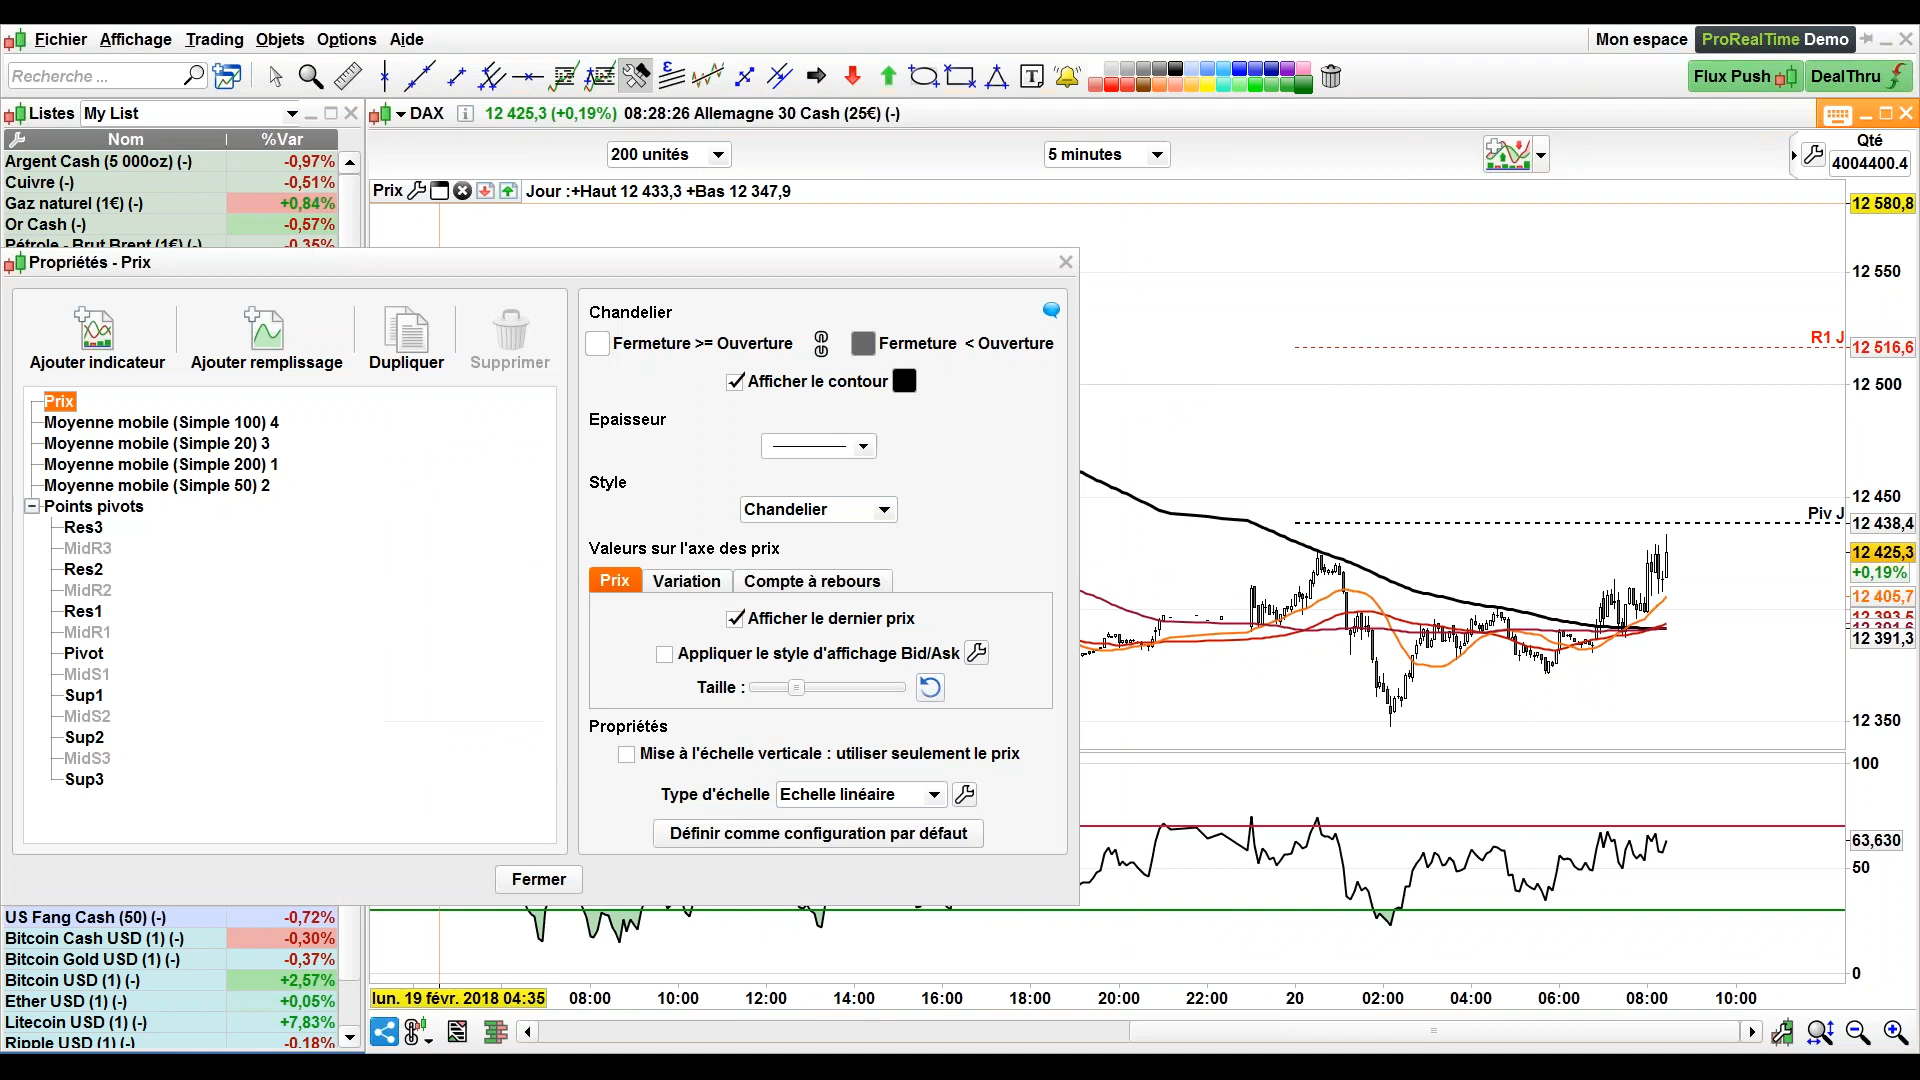 Fichier Affichage Trading Objets Options Aide Mon espace ProRealTime Demo
Recherche ... Flux Push DealThru
Listes My List DAX 12 425,3 (+0,19%) 08:28:26 Allemagne 30 Cash (25€) (-)
Nom %Var
200 unités 5 minutes Qté
4004400.4
Argent Cash (5 000oz) (-) -0,97%
Cuivre (-) -0,51%
Gaz naturel (1€) (-) +0,84%
Or Cash (-) -0,57%
Pétrole - Brut Brent (1€) (-) -0,35%
Prix Jour :+Haut 12 433,3 +Bas 12 347,9
12 580,8
12 550
R1 J 12 516,6
12 500
12 450
Piv J 12 438,4
12 425,3
+0,19%
12 405,7
12 391,3
12 350
100
63,630
50
0
Propriétés - Prix
Ajouter indicateur Ajouter remplissage Dupliquer Supprimer
Prix
Moyenne mobile (Simple 100) 4
Moyenne mobile (Simple 20) 3
Moyenne mobile (Simple 200) 1
Moyenne mobile (Simple 50) 2
Points pivots
Res3
MidR3
Res2
MidR2
Res1
MidR1
Pivot
MidS1
Sup1
MidS2
Sup2
MidS3
Sup3
Chandelier
Fermeture >= Ouverture Fermeture < Ouverture
Afficher le contour
Epaisseur
Style
Chandelier
Valeurs sur l'axe des prix
Prix Variation Compte à rebours
Afficher le dernier prix
Appliquer le style d'affichage Bid/Ask
Taille :
Propriétés
Mise à l'échelle verticale : utiliser seulement le prix
Type d'échelle Echelle linéaire
Définir comme configuration par défaut
Fermer
US Fang Cash (50) (-) -0,72%
Bitcoin Cash USD (1) (-) -0,30%
Bitcoin Gold USD (1) (-) -0,37%
Bitcoin USD (1) (-) +2,57%
Ether USD (1) (-) +0,05%
Litecoin USD (1) (-) +7,83%
Ripple USD (1) (-) -0,18%
lun. 19 févr. 2018 04:35 08:00 10:00 12:00 14:00 16:00 18:00 20:00 22:00 20 02:00 04:00 06:00 08:00 10:00